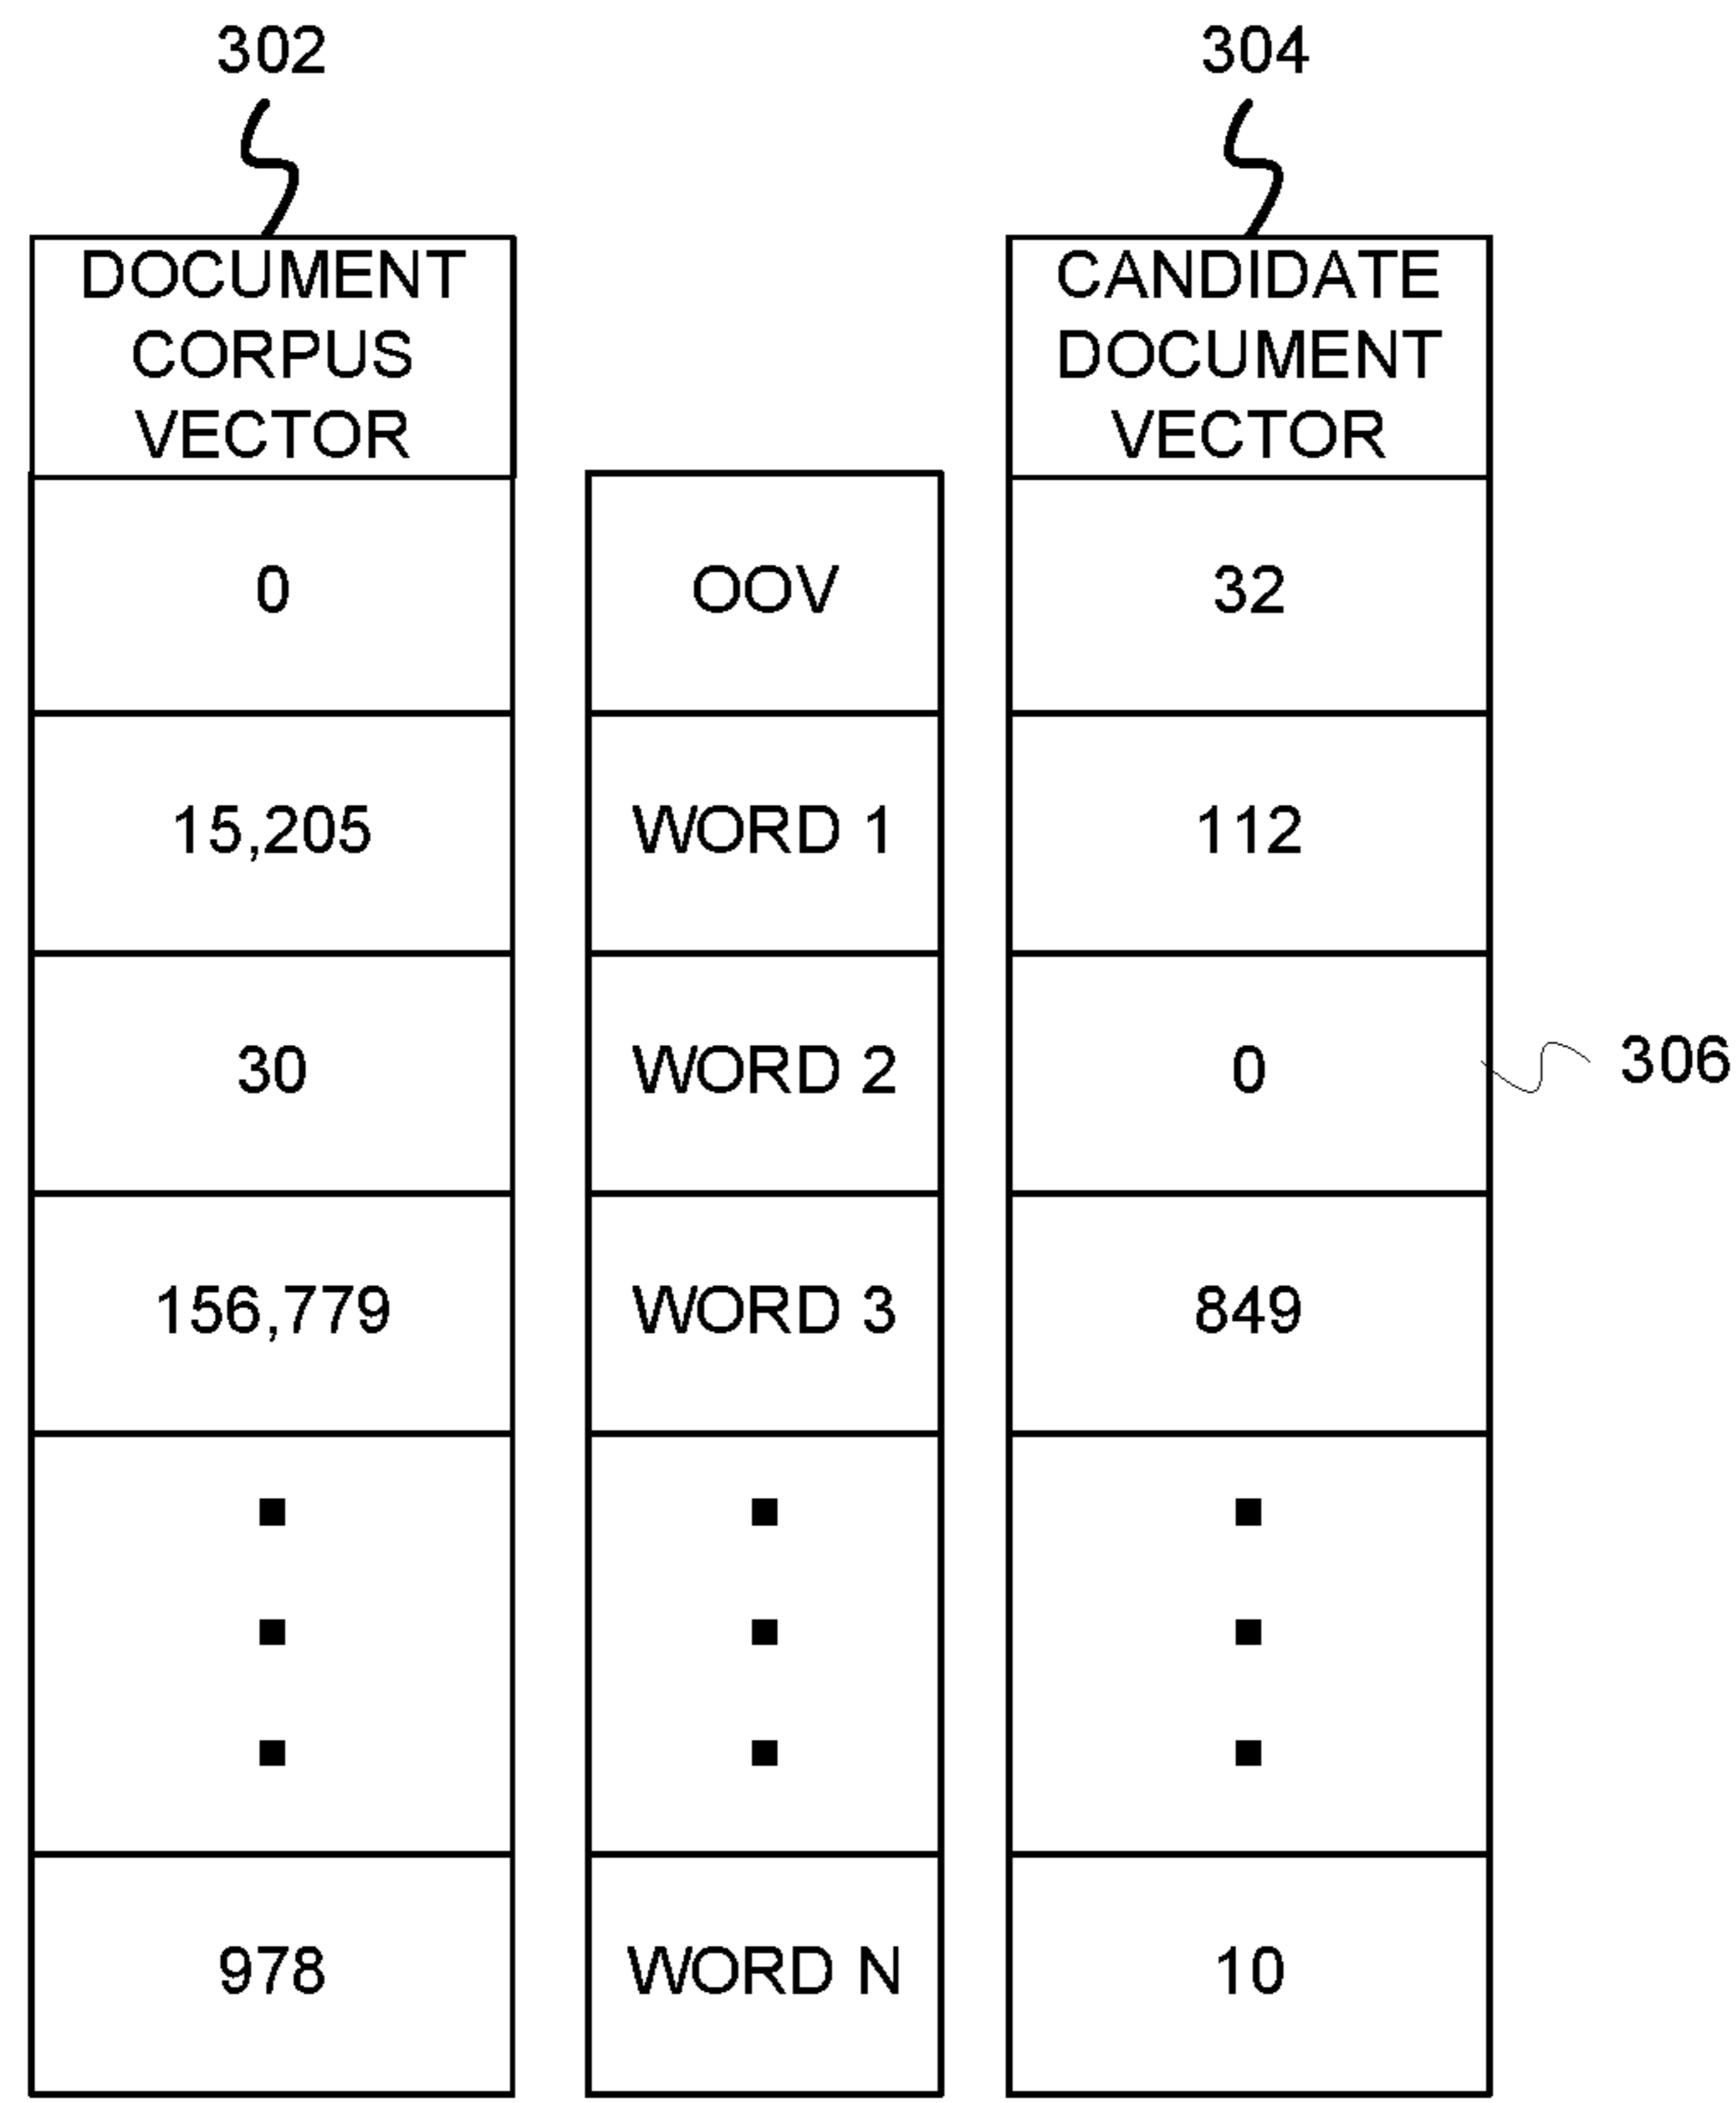 302
304
DOCUMENT
CORPUS
VECTOR
CANDIDATE
DOCUMENT
VECTOR
0
OOV
32
15,205
WORD 1
112
30
WORD 2
0
306
156,779
WORD 3
849
978
WORD N
10